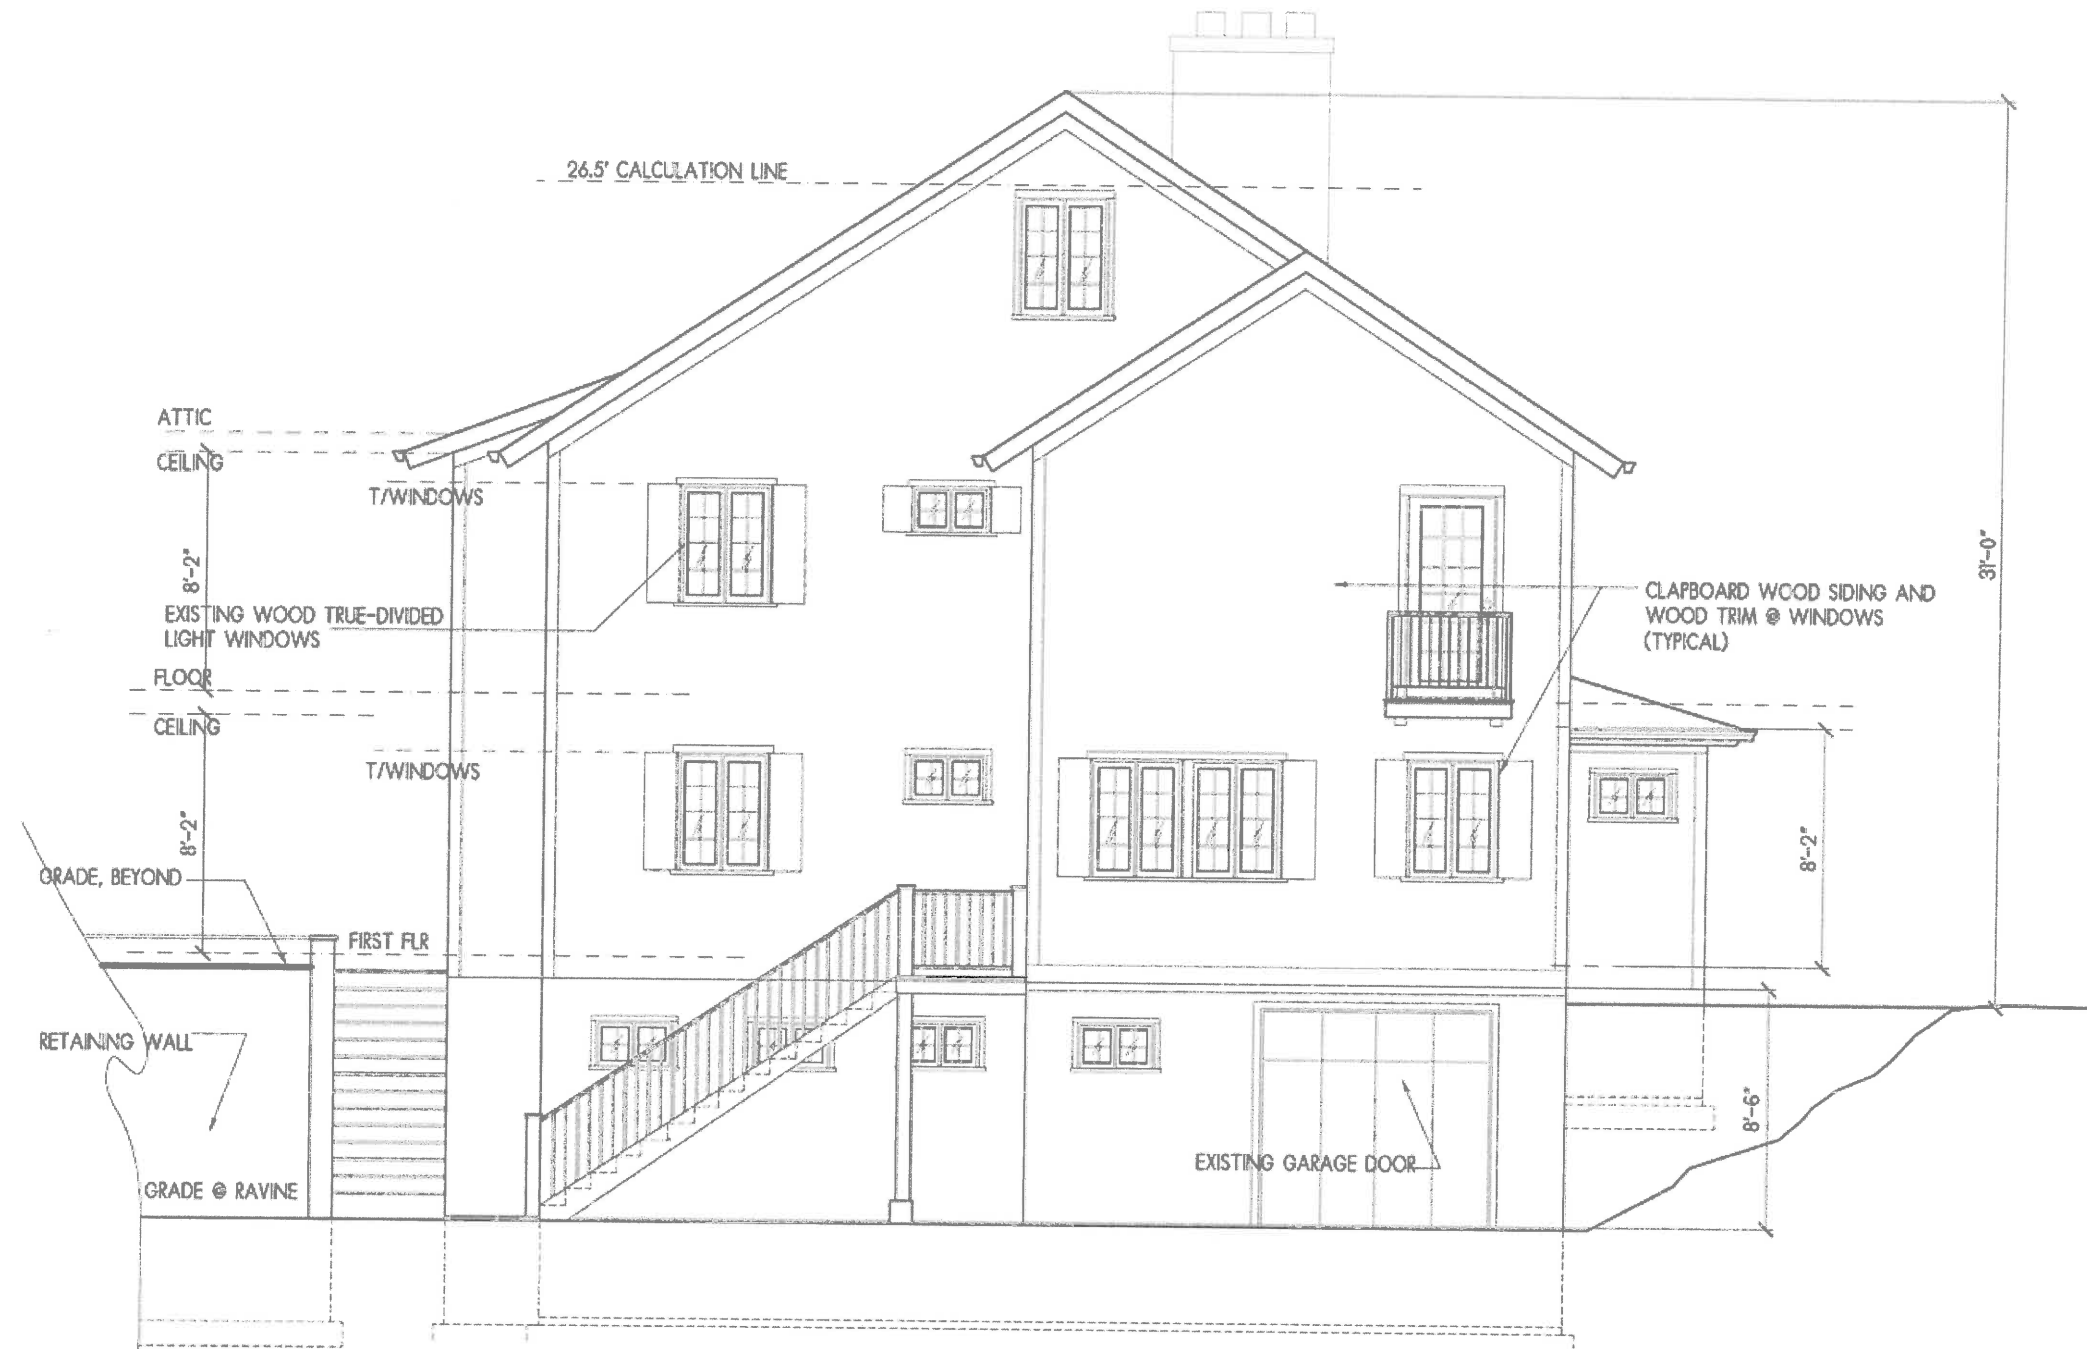 26.5' CALCULATION LINE
ATTIC
CEILING
T/WINDOWS
8'-2"
EXISTING WOOD TRUE-DIVIDED
LIGHT WINDOWS
FLOOR
CEILING
T/WINDOWS
8'-2"
GRADE, BEYOND
FIRST FLR
RETAINING WALL
GRADE @ RAVINE
31'-0"
CLAPBOARD WOOD SIDING AND
WOOD TRIM @ WINDOWS
(TYPICAL)
8'-2"
8'-6"
EXISTING GARAGE DOOR